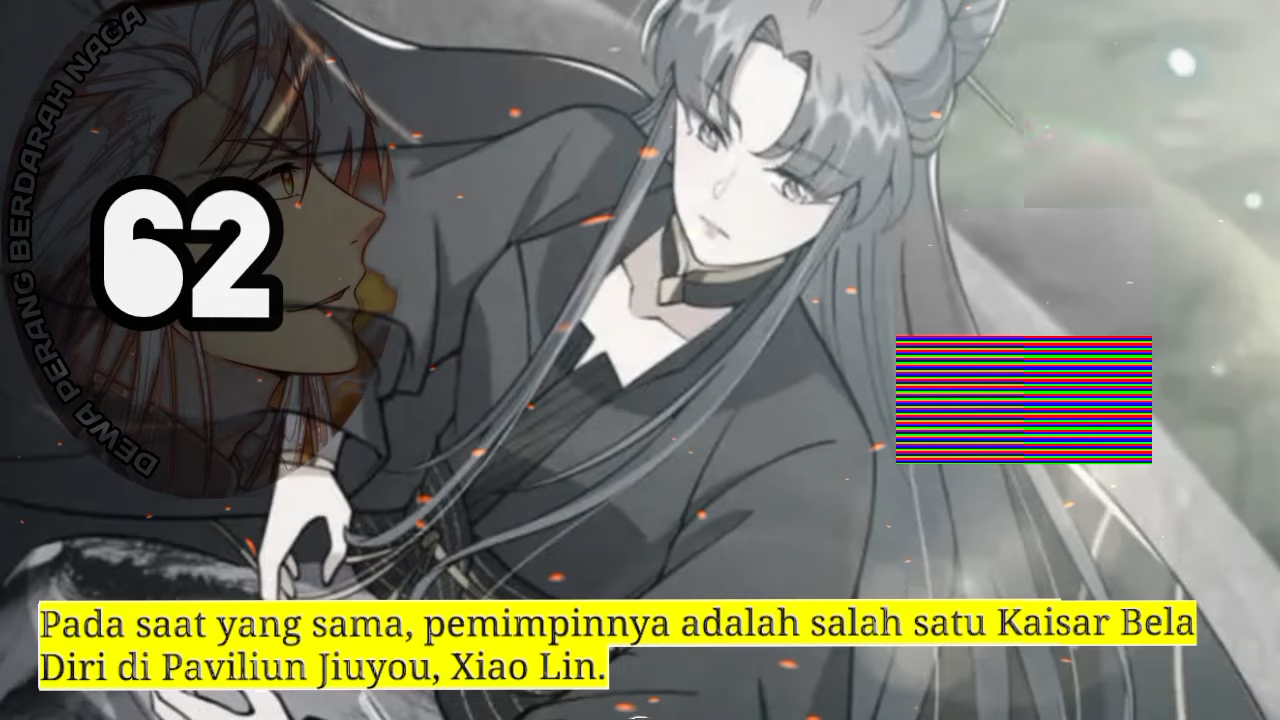 DEWA PERANG BERDARAH NAGA
62
Pada saat yang sama, pemimpinnya adalah salah satu Kaisar Bela
Diri di Paviliun Jiuyou, Xiao Lin.